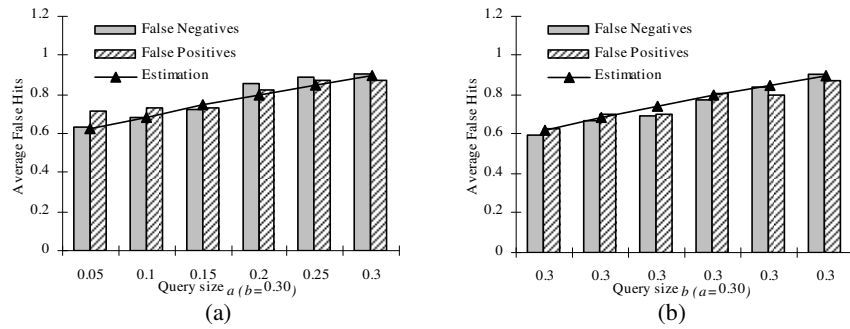 1.2
1
0.8
0.6
0.4
0.2
0
Average False Hits
False Negatives
False Positives
Estimation
0.05 0.1 0.15 0.2 0.25 0.3
Query size a (b=0.30)
(a)
1.2
1
0.8
0.6
0.4
0.2
0
Average False Hits
False Negatives
False Positives
Estimation
0.3 0.3 0.3 0.3 0.3 0.3
Query size b (a=0.30)
(b)